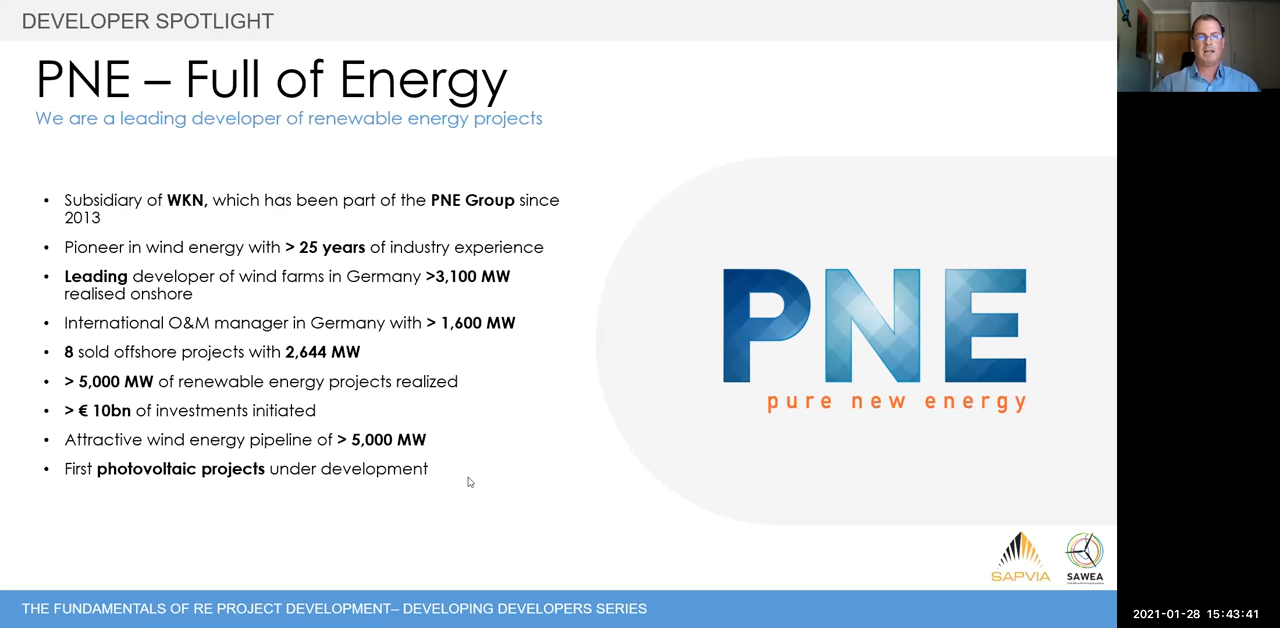 DEVELOPER SPOTLIGHT
PNE – Full of Energy
We are a leading developer of renewable energy projects
• Subsidiary of WKN, which has been part of the PNE Group since
2013
• Pioneer in wind energy with > 25 years of industry experience
• Leading developer of wind farms in Germany >3,100 MW
realised onshore
• International O&M manager in Germany with > 1,600 MW
• 8 sold offshore projects with 2,644 MW
• > 5,000 MW of renewable energy projects realized
• > € 10bn of investments initiated
• Attractive wind energy pipeline of > 5,000 MW
• First photovoltaic projects under development
PNE
pure new energy
SAPVIA
SAWEA
THE FUNDAMENTALS OF RE PROJECT DEVELOPMENT– DEVELOPING DEVELOPERS SERIES
2021-01-28 15:43:41